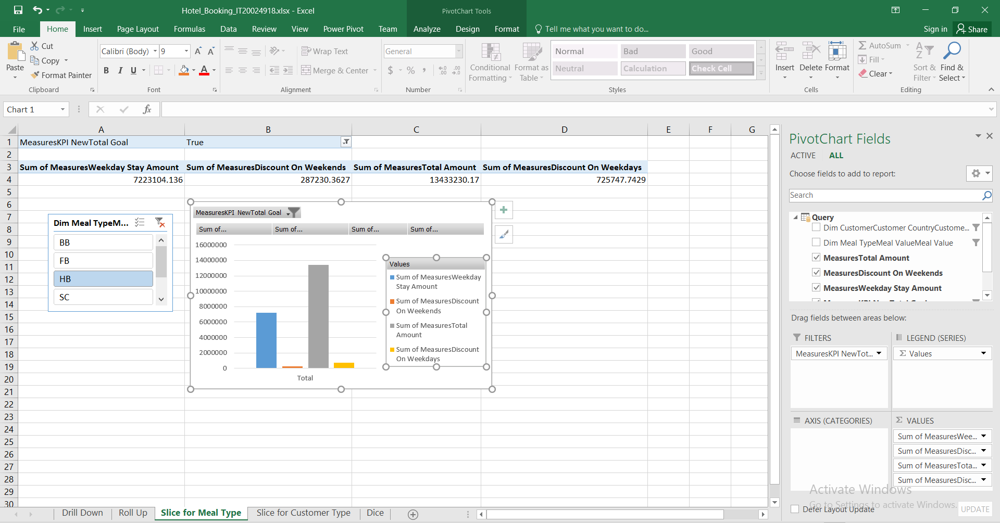 Hotel_Booking_IT20024918.xlsx - Excel
PivotChart Tools
File Home Insert Page Layout Formulas Data Review View Power Pivot Team Analyze Design Format Tell me what you want to do...
Sign in Share
Paste
Cut
Copy
Format Painter
Clipboard
Calibri (Body) 9
B I U
Font
Wrap Text
Merge & Center
Alignment
General
$ % ,
Number
Conditional
Formatting
Format as
Table
Normal Bad Good
Neutral Calculation Check Cell
Styles
Insert Delete Format
Cells
AutoSum
Fill
Clear
Sort &
Filter
Find &
Select
Editing
Chart 1
fx
A B C D E F G
1 MeasuresKPI NewTotal Goal True
2
3 Sum of MeasuresWeekday Stay Amount Sum of MeasuresDiscount On Weekends Sum of MeasuresTotal Amount Sum of MeasuresDiscount On Weekdays
4 7223104.136 287230.3627 13433230.17 725747.7429
5
6
7
8
9
10
11
12
13
14
15
16
17
18
19
20
21
22
23
24
25
26
27
28
29
30
Dim Meal TypeM...
BB
FB
HB
SC
MeasuresKPI NewTotal Goal
Sum of... Sum of... Sum of... Sum of...
16000000
14000000
12000000
10000000
8000000
6000000
4000000
2000000
0
Total
Values
Sum of MeasuresWeekday
Stay Amount
Sum of MeasuresDiscount
On Weekends
Sum of MeasuresTotal
Amount
Sum of MeasuresDiscount
On Weekdays
PivotChart Fields
ACTIVE ALL
Choose fields to add to report:
Search
Query
Dim CustomerCustomer CountryCustome...
Dim Meal TypeMeal ValueMeal Value
MeasuresTotal Amount
MeasuresDiscount On Weekends
MeasuresWeekday Stay Amount
Drag fields between areas below:
FILTERS
MeasuresKPI NewTot...
LEGEND (SERIES)
Σ Values
AXIS (CATEGORIES)
Σ VALUES
Sum of MeasuresWee...
Sum of MeasuresDisc...
Sum of MeasuresTota...
Sum of MeasuresDisc...
Activate Windows
Go to Settings to activate Windows.
Defer Layout Update
UPDATE
Drill Down Roll Up Slice for Meal Type Slice for Customer Type Dice